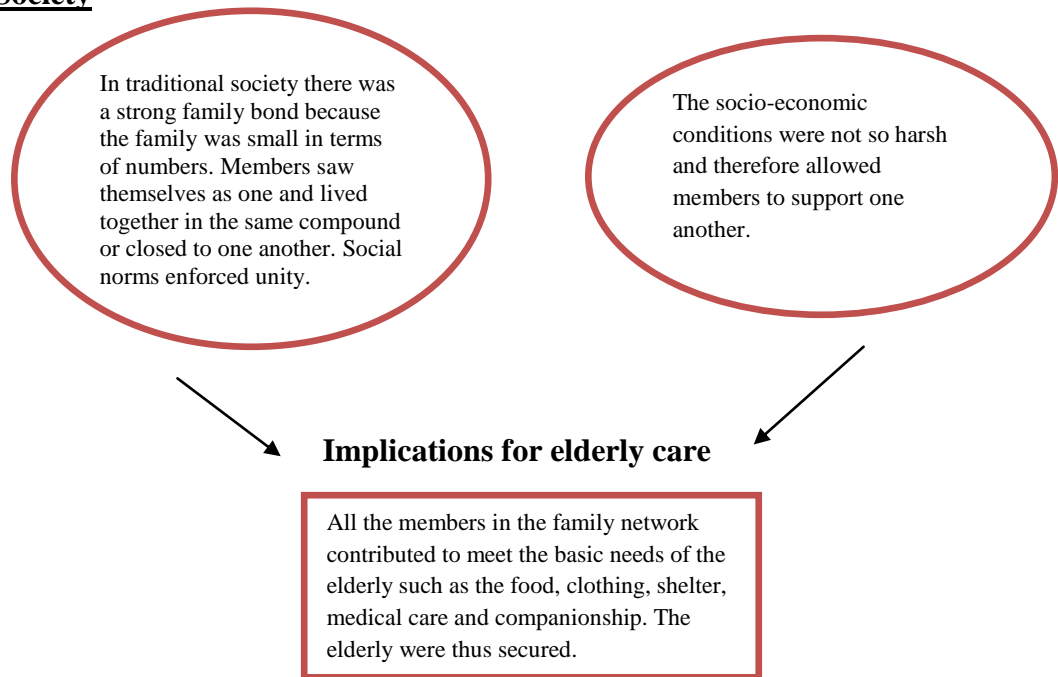 Society
In traditional society there was
a strong family bond because
the family was small in terms
of numbers. Members saw
themselves as one and lived
together in the same compound
or closed to one another. Social
norms enforced unity.
The socio-economic
conditions were not so harsh
and therefore allowed
members to support one
another.
Implications for elderly care
All the members in the family network
contributed to meet the basic needs of the
elderly such as the food, clothing, shelter,
medical care and companionship. The
elderly were thus secured.